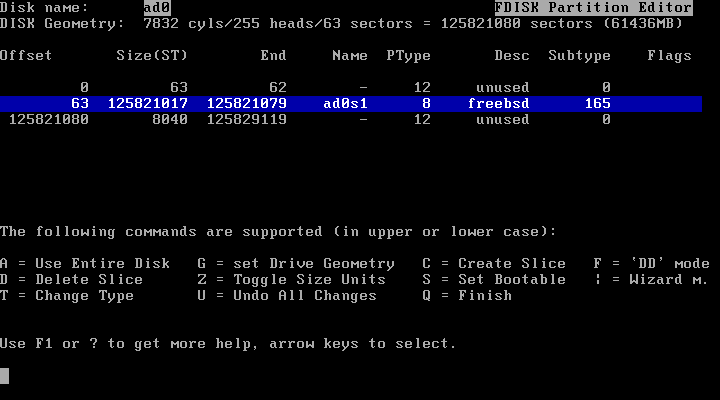 Disk name:      ad0                                    FDISK Partition Editor
DISK Geometry:  7832 cyls/255 heads/63 sectors = 125821080 sectors (61436MB)
Offset       Size(ST)        End     Name  PType       Desc  Subtype    Flags
         0         63         62        -     12     unused        0
        63  125821017  125821079    ad0s1      8    freebsd      165
 125821080       8040  125829119        -     12     unused        0
The following commands are supported (in upper or lower case):
A = Use Entire Disk   G = set Drive Geometry   C = Create Slice   F = `DD' mode
D = Delete Slice      Z = Toggle Size Units    S = Set Bootable   | = Wizard m.
T = Change Type       U = Undo All Changes     Q = Finish
Use F1 or ? to get more help, arrow keys to select.